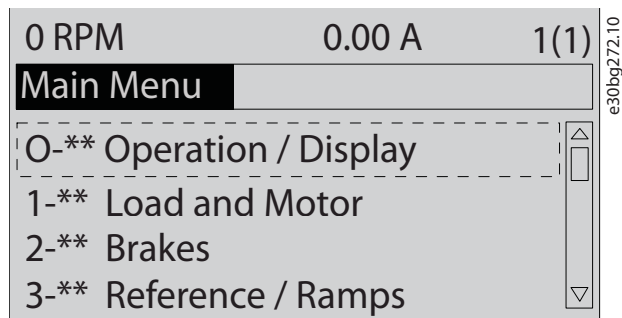 0 RPM 0.00 A 1(1)
Main Menu
O-** Operation / Display
1-** Load and Motor
2-** Brakes
3-** Reference / Ramps
e30bg272.10